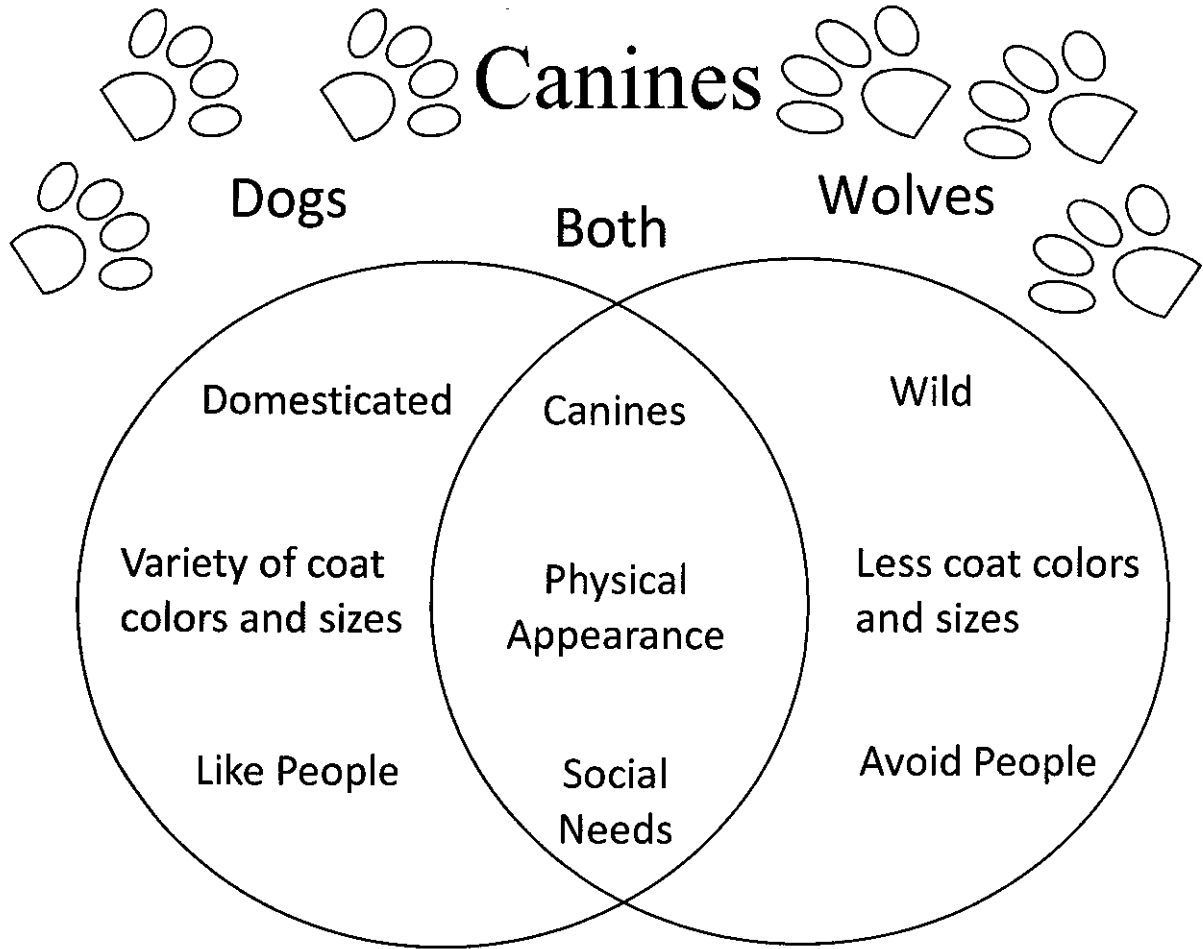 Canines
Dogs
Both
Wolves
Domesticated
Canines
Wild
Variety of coat
colors and sizes
Physical
Appearance
Less coat colors
and sizes
Like People
Social
Needs
Avoid People